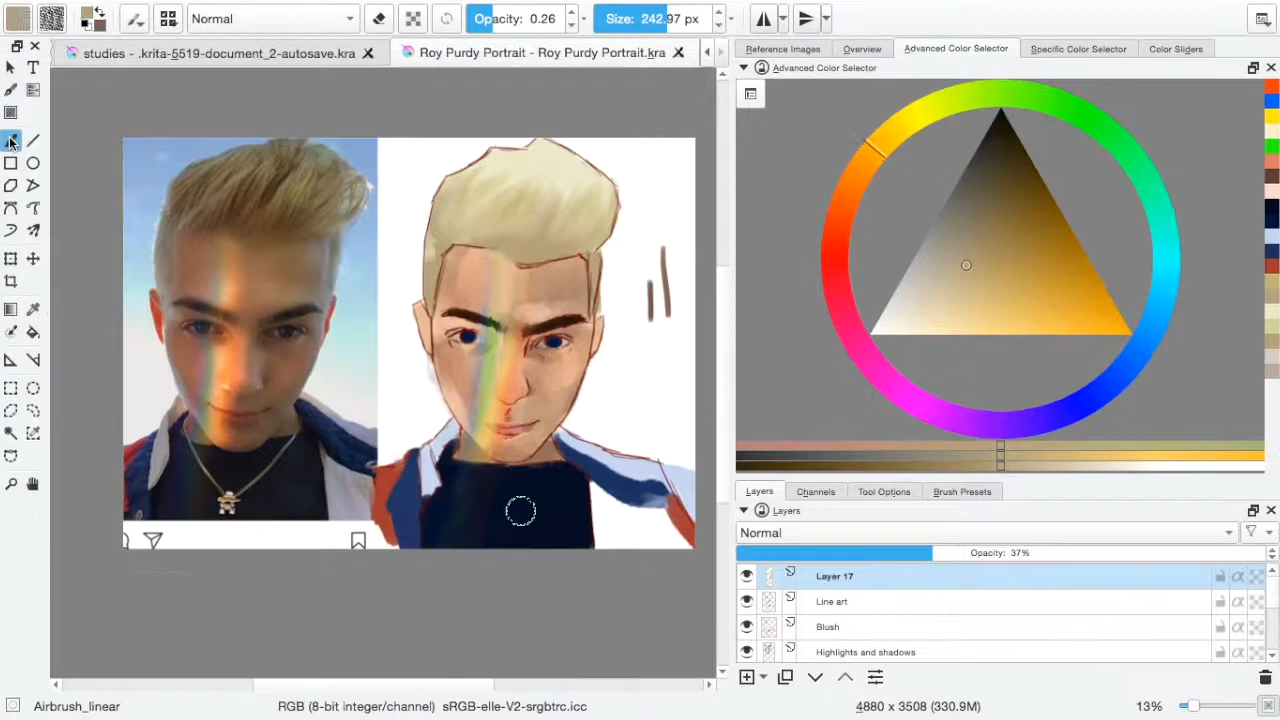 Normal
Opacity: 0.26
Size: 242.97 px
studies - .krita-5519-document_2-autosave.kra
Roy Purdy Portrait - Roy Purdy Portrait.kra
Reference Images
Overview
Advanced Color Selector
Specific Color Selector
Color Sliders
Advanced Color Selector
Layers
Channels
Tool Options
Brush Presets
Layers
Normal
Opacity: 37%
Layer 17
Line art
Blush
Highlights and shadows
Airbrush_linear
RGB (8-bit integer/channel) sRGB-elle-V2-srgbtrc.icc
4880 x 3508 (330.9M)
13%